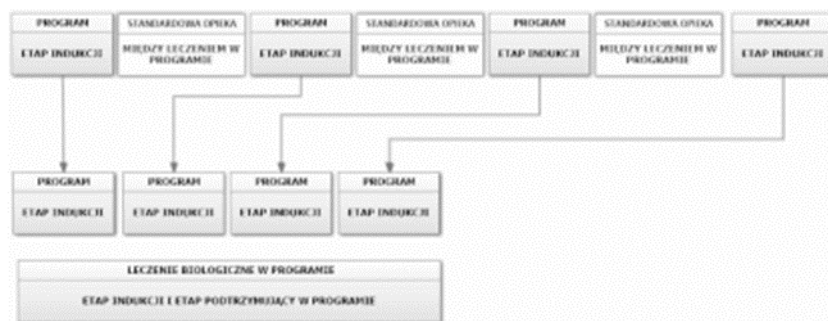 PROGRAM
ETAP INDUKCJI
STANDARDOWA OPIEKA
MIĘDZY LECZENIEM W
PROGRAMIE
PROGRAM
ETAP INDUKCJI
STANDARDOWA OPIEKA
MIĘDZY LECZENIEM W
PROGRAMIE
PROGRAM
ETAP INDUKCJI
STANDARDOWA OPIEKA
MIĘDZY LECZENIEM W
PROGRAMIE
PROGRAM
ETAP INDUKCJI
PROGRAM
ETAP INDUKCJI
PROGRAM
ETAP INDUKCJI
PROGRAM
ETAP INDUKCJI
PROGRAM
ETAP INDUKCJI
LECZENIE BIOLOGICZNE W PROGRAMIE
ETAP INDUKCJI I ETAP PODTRZYMUJĄCY W PROGRAMIE